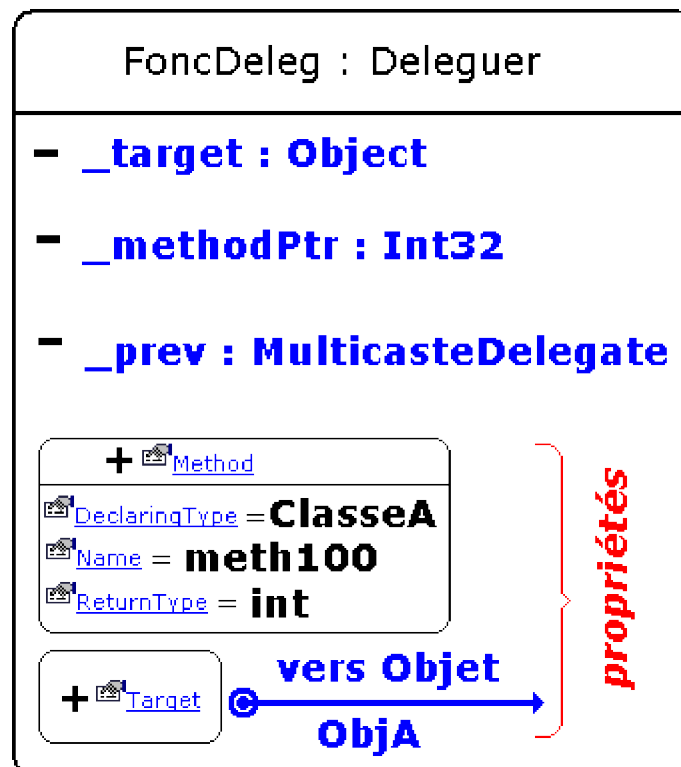 FoncDeleg : Deleguer
- _target : Object
- _methodPtr : Int32
- _prev : MulticasteDelegate
+ Method
DeclaringType = ClasseA
Name = meth100
ReturnType = int
propriétés
+ Target
vers Objet
ObjA